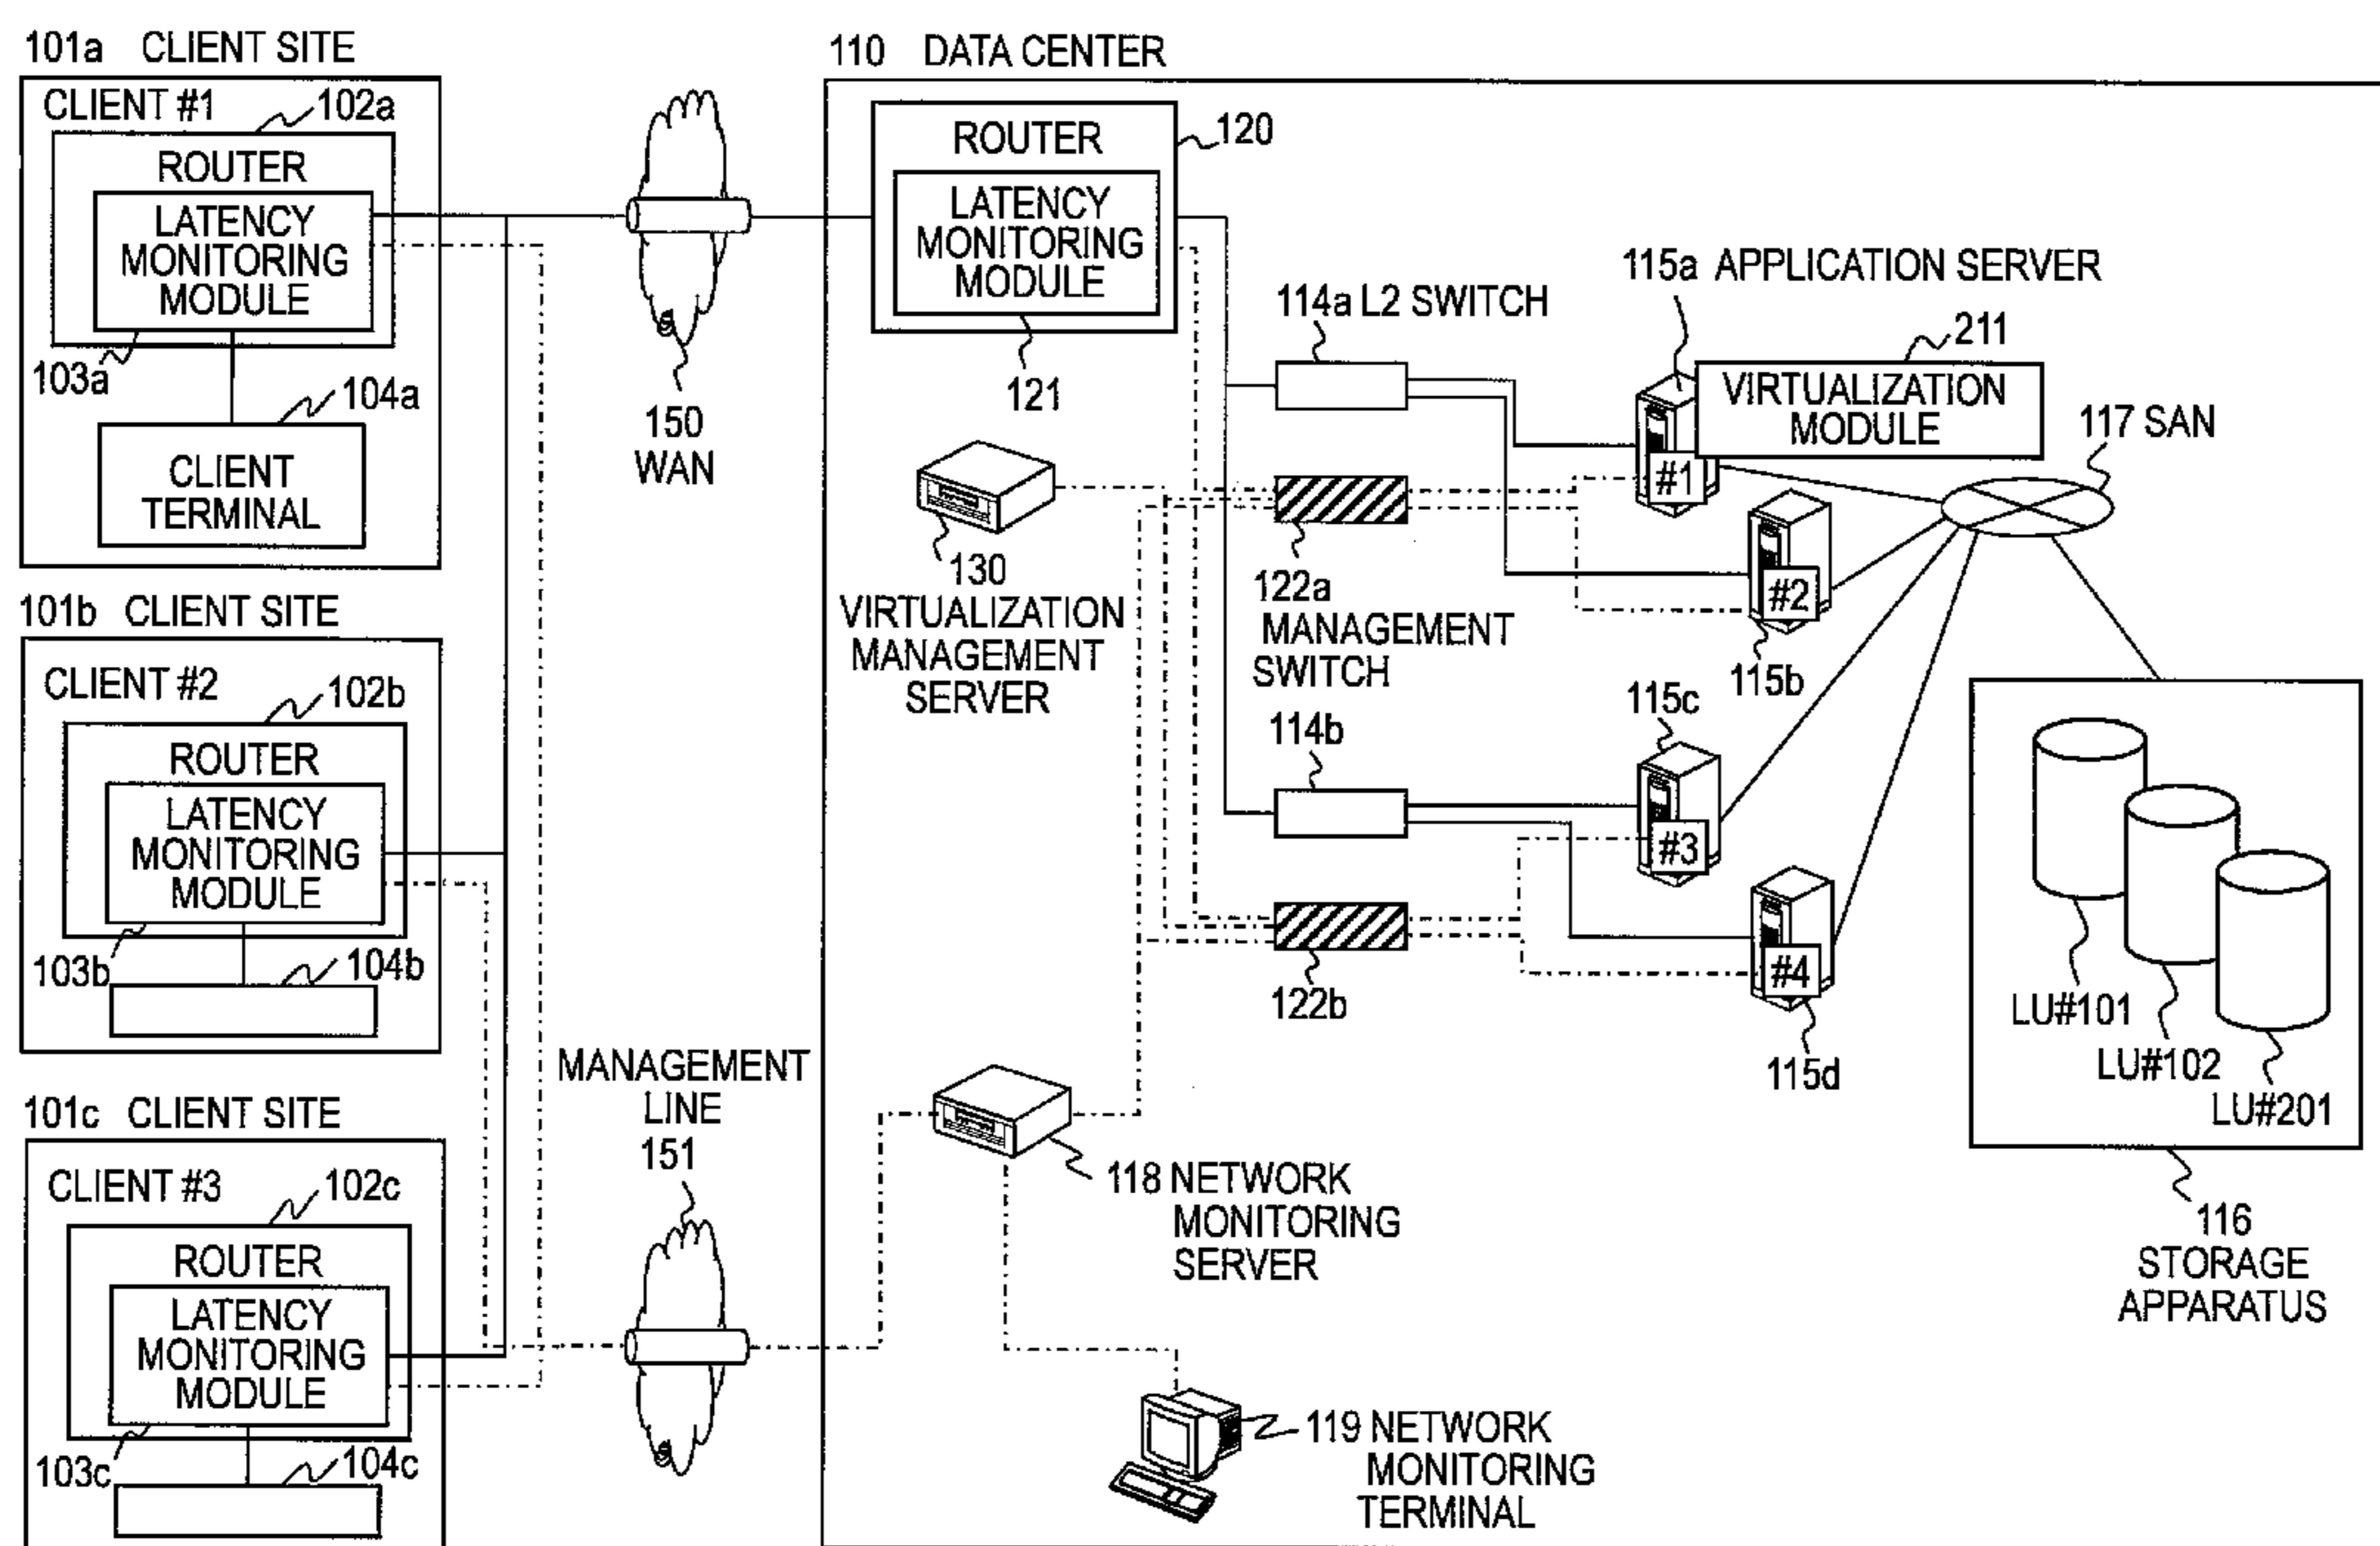 101a CLIENT SITE
CLIENT #1
102a
ROUTER
LATENCY
MONITORING
MODULE
103a
104a
CLIENT
TERMINAL
101b CLIENT SITE
CLIENT #2
102b
ROUTER
LATENCY
MONITORING
MODULE
103b
104b
101c CLIENT SITE
CLIENT #3
102c
ROUTER
LATENCY
MONITORING
MODULE
103c
104c
150
WAN
MANAGEMENT
LINE
151
110 DATA CENTER
ROUTER
120
LATENCY
MONITORING
MODULE
121
130
VIRTUALIZATION
MANAGEMENT
SERVER
114a L2 SWITCH
122a
MANAGEMENT
SWITCH
114b
122b
115a APPLICATION SERVER
211
VIRTUALIZATION
MODULE
#1
#2
115b
115c
#3
#4
115d
117 SAN
LU#101
LU#102
LU#201
116
STORAGE
APPARATUS
118 NETWORK
MONITORING
SERVER
119 NETWORK
MONITORING
TERMINAL